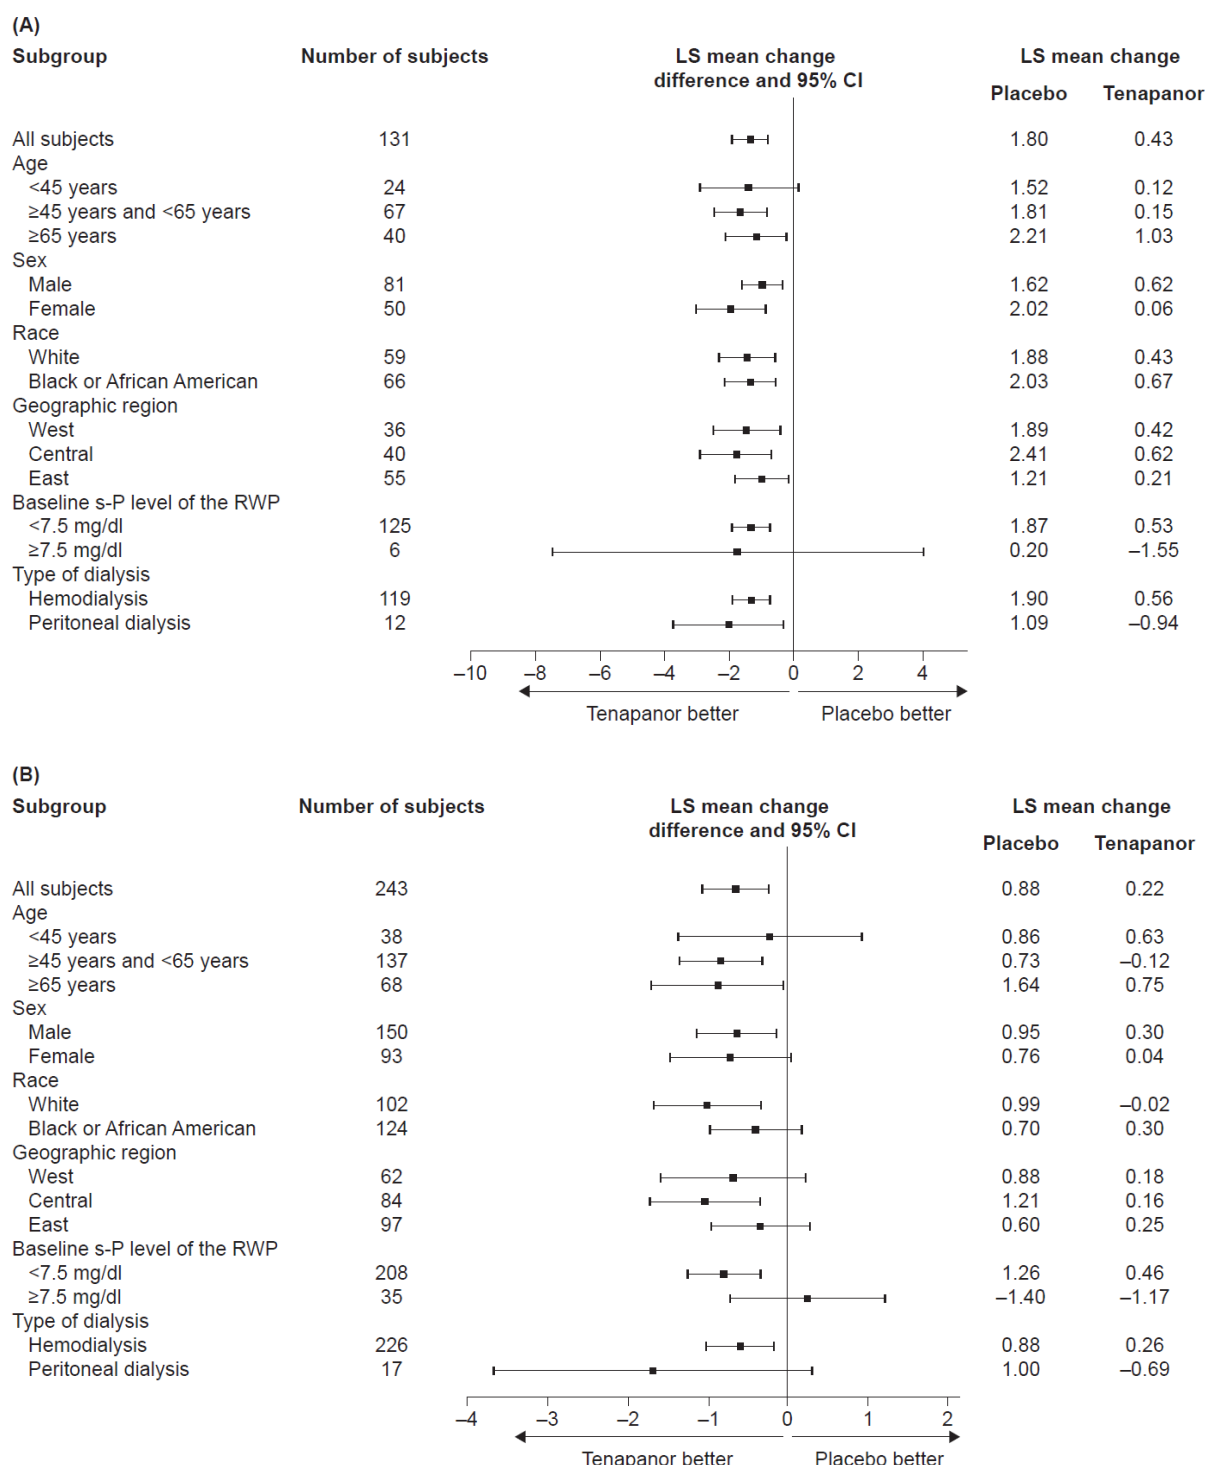 (A)
Subgroup Number of subjects LS mean change difference and 95% CI LS mean change
Placebo Tenapanor
All subjects 131 1.80 0.43
Age
<45 years 24 1.52 0.12
≥45 years and <65 years 67 1.81 0.15
≥65 years 40 2.21 1.03
Sex
Male 81 1.62 0.62
Female 50 2.02 0.06
Race
White 59 1.88 0.43
Black or African American 66 2.03 0.67
Geographic region
West 36 1.89 0.42
Central 40 2.41 0.62
East 55 1.21 0.21
Baseline s-P level of the RWP
<7.5 mg/dl 125 1.87 0.53
≥7.5 mg/dl 6 0.20 –1.55
Type of dialysis
Hemodialysis 119 1.90 0.56
Peritoneal dialysis 12 1.09 –0.94
–10 –8 –6 –4 –2 0 2 4
Tenapanor better Placebo better
(B)
Subgroup Number of subjects LS mean change difference and 95% CI LS mean change
Placebo Tenapanor
All subjects 243 0.88 0.22
Age
<45 years 38 0.86 0.63
≥45 years and <65 years 137 0.73 –0.12
≥65 years 68 1.64 0.75
Sex
Male 150 0.95 0.30
Female 93 0.76 0.04
Race
White 102 0.99 –0.02
Black or African American 124 0.70 0.30
Geographic region
West 62 0.88 0.18
Central 84 1.21 0.16
East 97 0.60 0.25
Baseline s-P level of the RWP
<7.5 mg/dl 208 1.26 0.46
≥7.5 mg/dl 35 –1.40 –1.17
Type of dialysis
Hemodialysis 226 0.88 0.26
Peritoneal dialysis 17 1.00 –0.69
–4 –3 –2 –1 0 1 2
Tenapanor better Placebo better